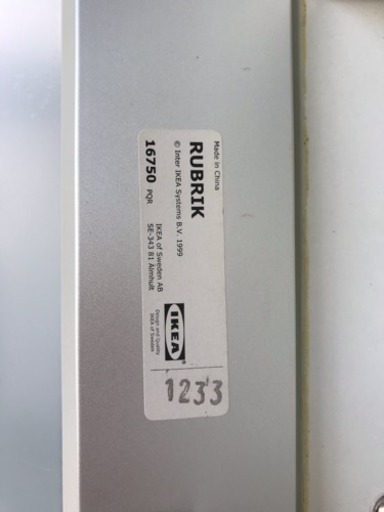 Made in China
RUBRIK
© Inter IKEA Systems B.V. 1999
16750 PQR
IKEA of Sweden AB
SE-343 81 Älmhult
IKEA®
Design and Quality
IKEA of Sweden
1233